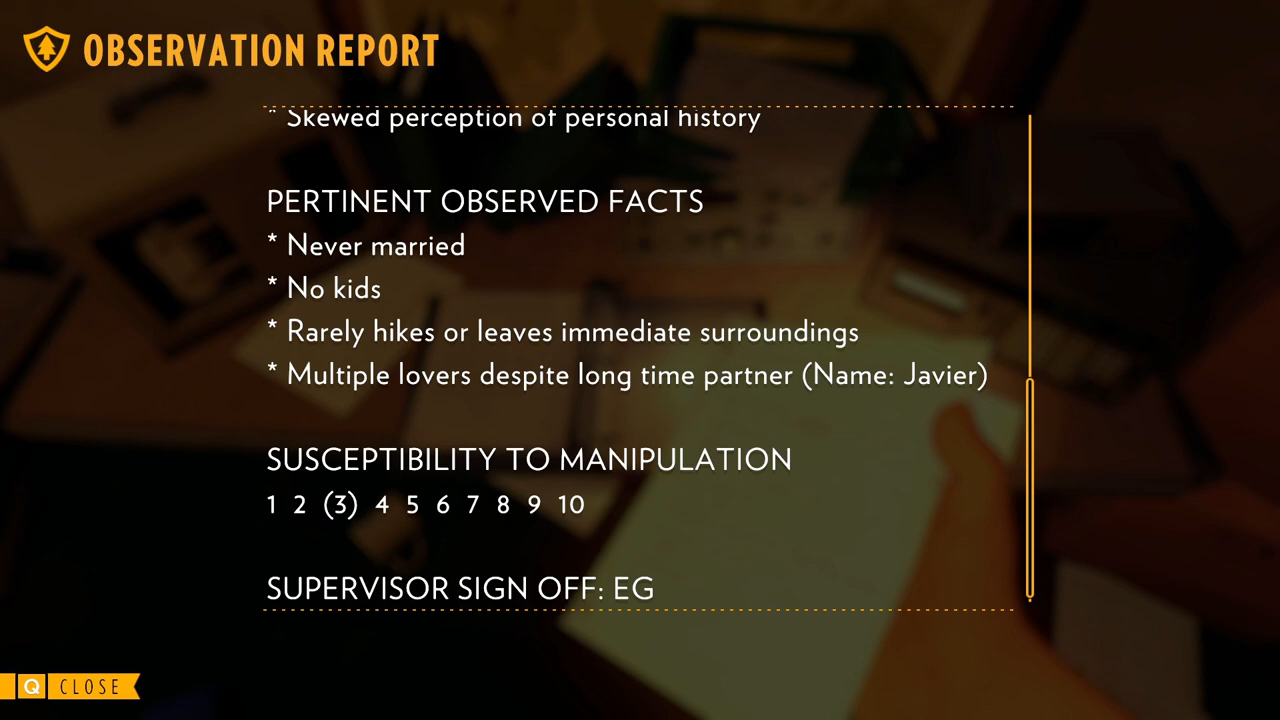 OBSERVATION REPORT
* Skewed perception of personal history
PERTINENT OBSERVED FACTS
* Never married
* No kids
* Rarely hikes or leaves immediate surroundings
* Multiple lovers despite long time partner (Name: Javier)
SUSCEPTIBILITY TO MANIPULATION
1 2 (3) 4 5 6 7 8 9 10
SUPERVISOR SIGN OFF: EG
Q CLOSE